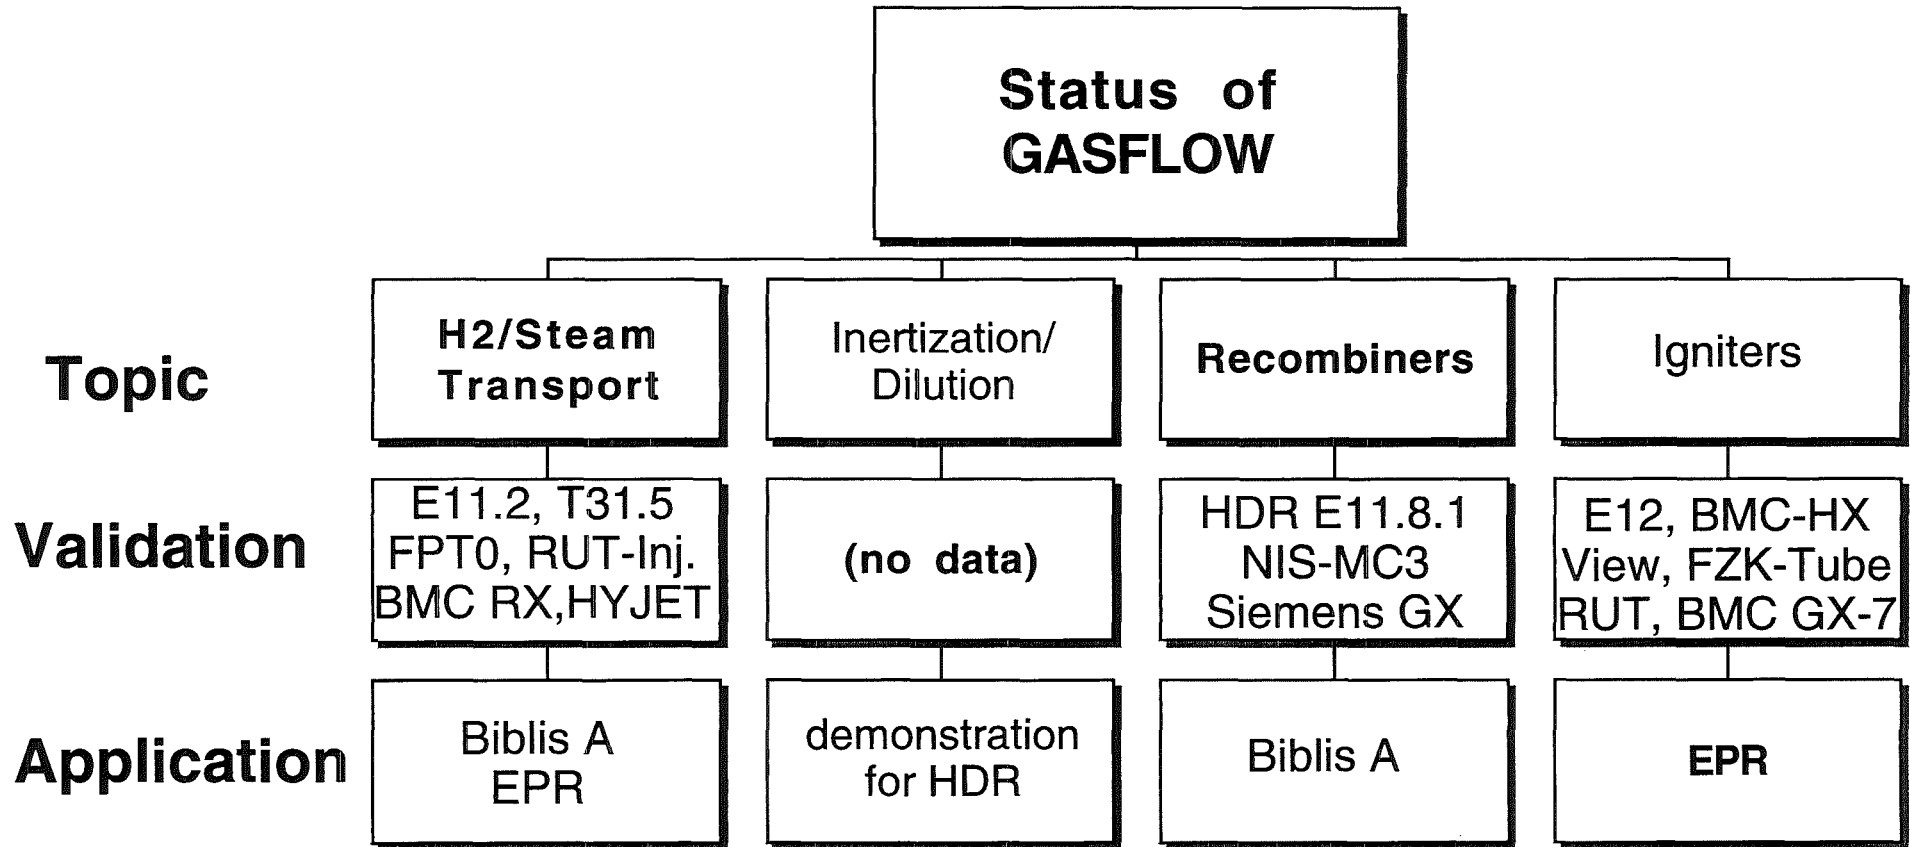 Status of
GASFLOW
Topic
H2/Steam
Transport
Inertization/
Dilution
Recombiners
Igniters
Validation
E11.2, T31.5
FPT0, RUT-Inj.
BMC RX,HYJET
(no data)
HDR E11.8.1
NIS-MC3
Siemens GX
E12, BMC-HX
View, FZK-Tube
RUT, BMC GX-7
Application
Biblis A
EPR
demonstration
for HDR
Biblis A
EPR